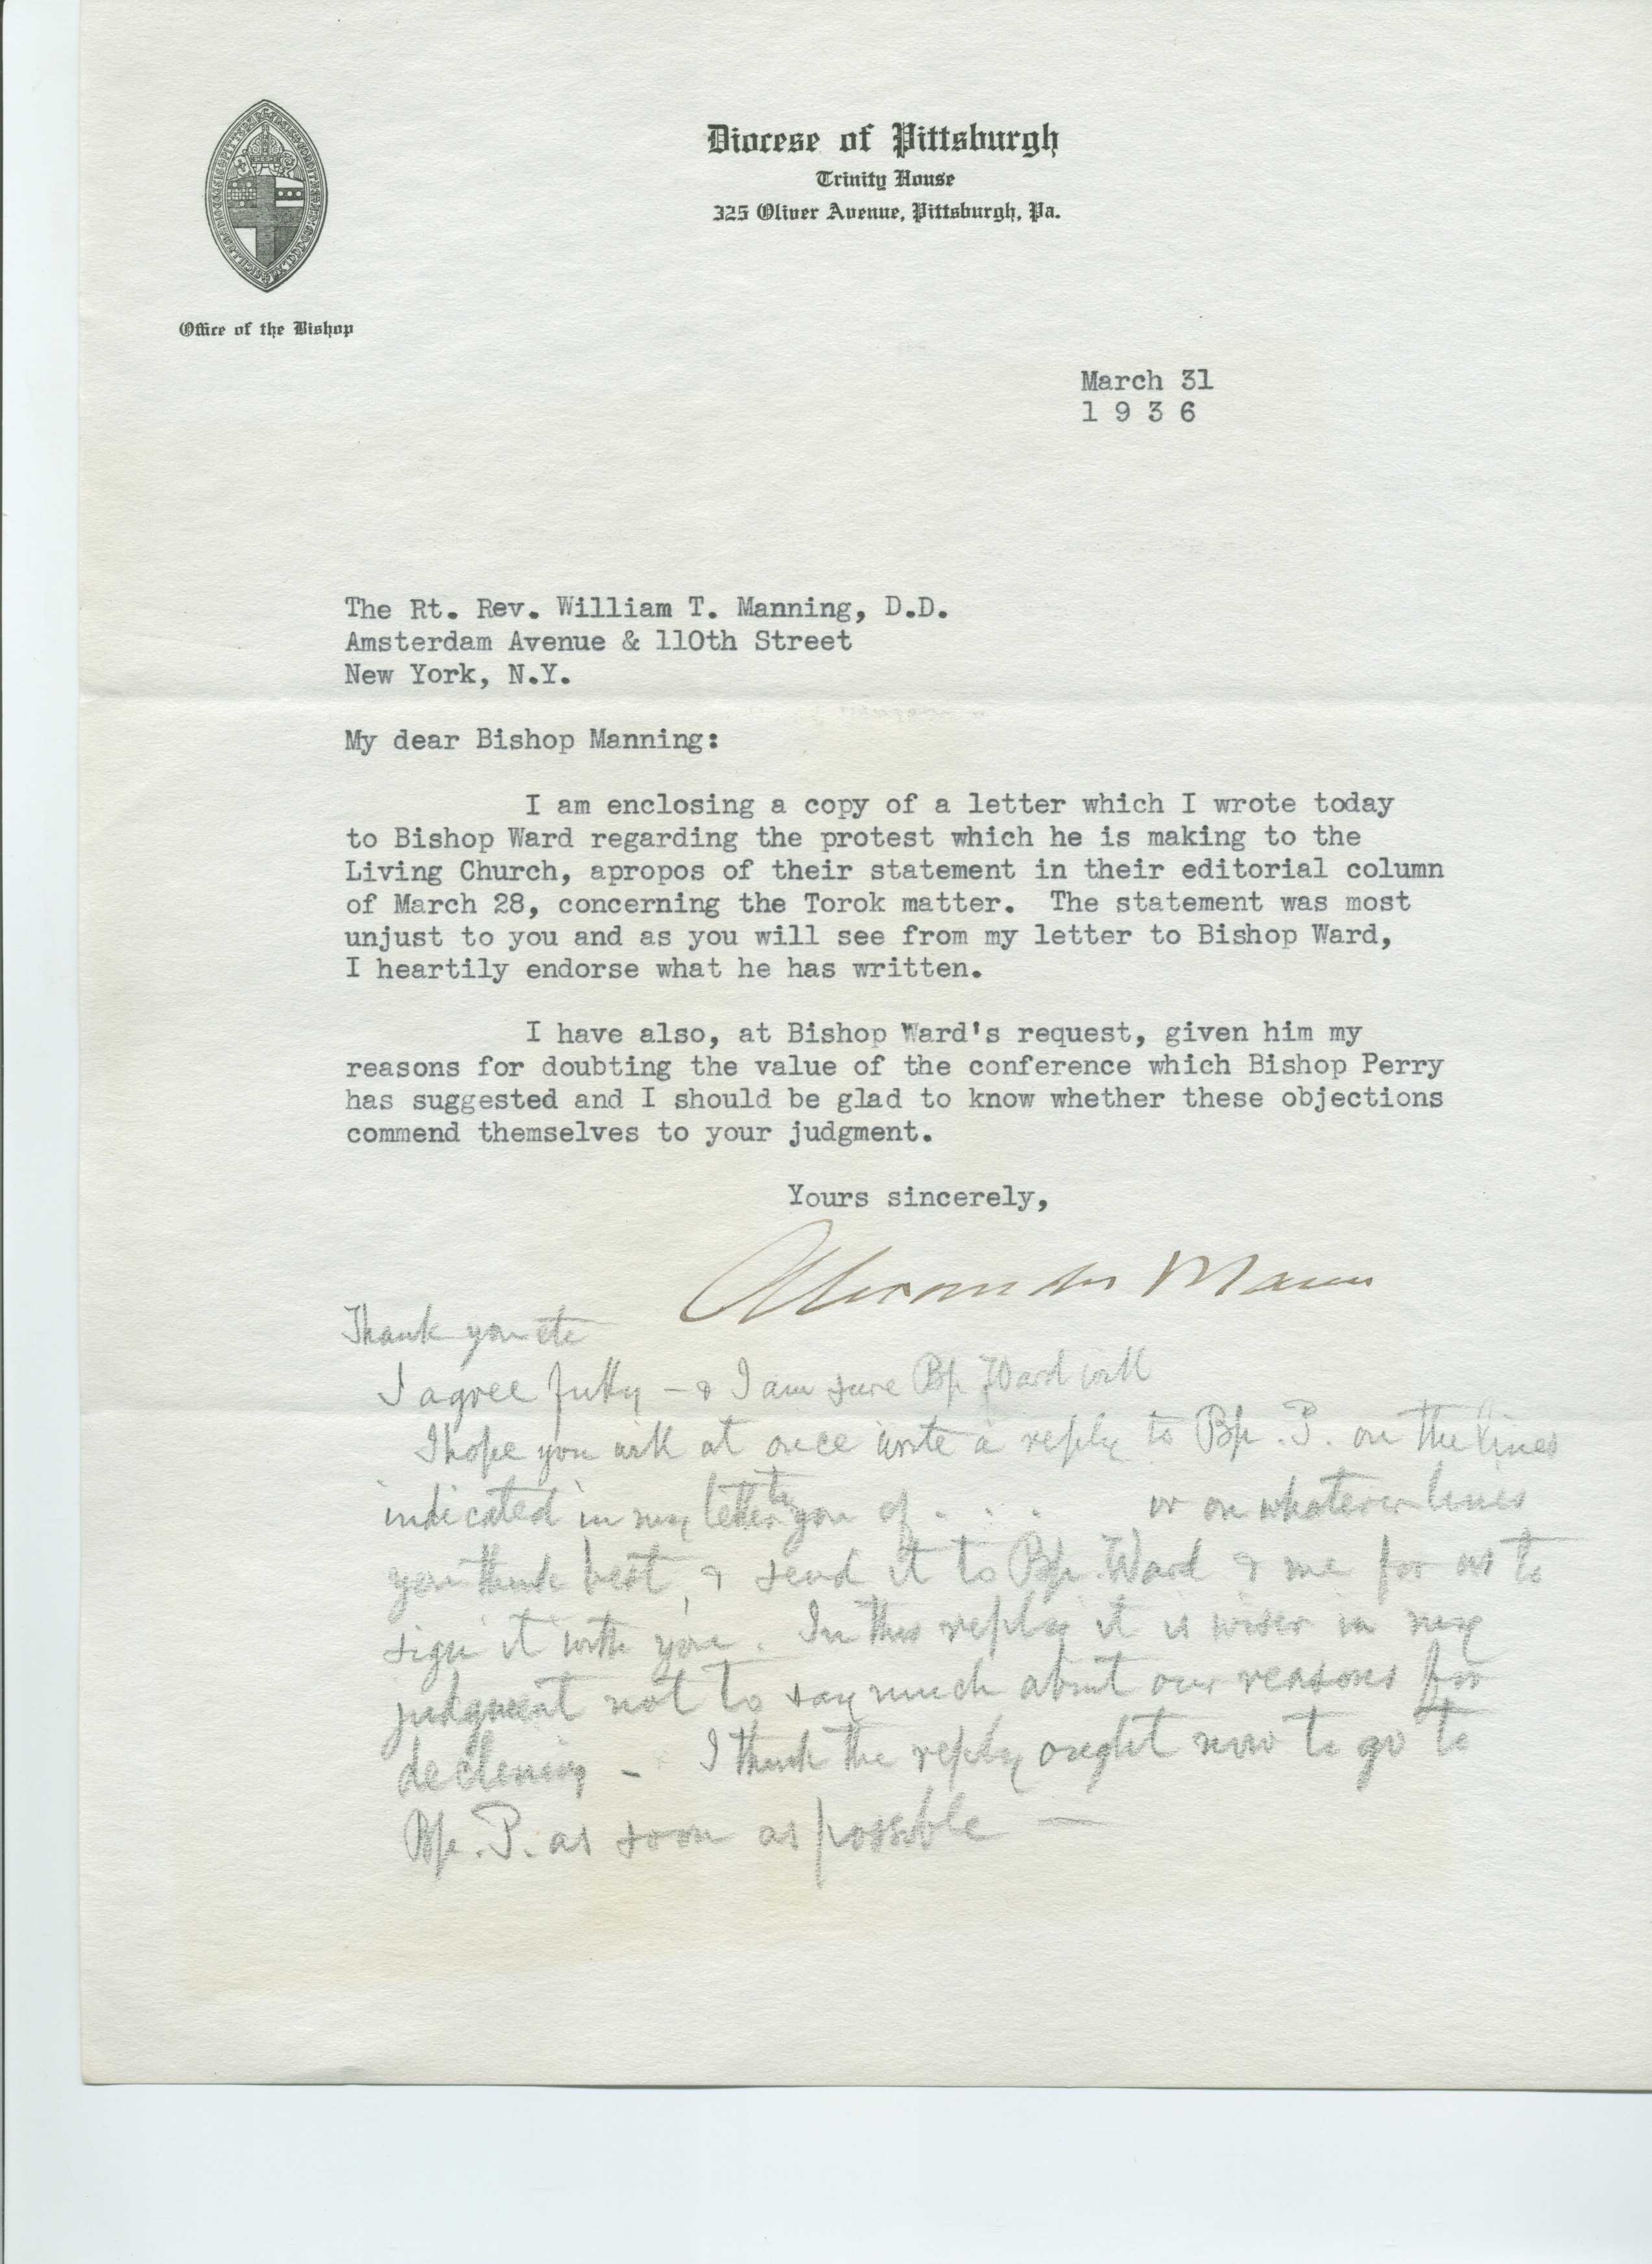 Diocese of Pittsburgh
Trinity House
325 Oliver Avenue, Pittsburgh, Pa.
Office of the Bishop
March 31
1 9 3 6
The Rt. Rev. William T. Manning, D.D.
Amsterdam Avenue & 110th Street
New York, N.Y.
My dear Bishop Manning:
I am enclosing a copy of a letter which I wrote today
to Bishop Ward regarding the protest which he is making to the
Living Church, apropos of their statement in their editorial column
of March 28, concerning the Torok matter. The statement was most
unjust to you and as you will see from my letter to Bishop Ward,
I heartily endorse what he has written.
I have also, at Bishop Ward's request, given him my
reasons for doubting the value of the conference which Bishop Perry
has suggested and I should be glad to know whether these objections
commend themselves to your judgment.
Yours sincerely,
Alexander Mann
Thank you etc
I agree fully - & I am sure Bp. Ward will
I hope you will at once write a reply to Bp. P. on the lines
indicated in my letter to you of . . . or on whatever lines
you think best, & send it to Bp. Ward & me for us to
sign it with you. In this reply it is wiser in my
judgment not to say much about our reasons for
declining - I think the reply ought now to go to
Bp. P. as soon as possible —